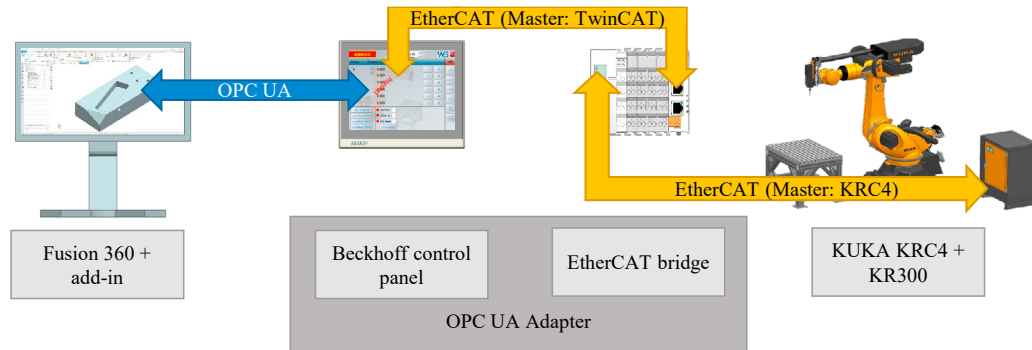 EtherCAT (Master: TwinCAT)
OPC UA
KUKA
KUKA
EtherCAT (Master: KRC4)
Fusion 360 +
add-in
Beckhoff control
panel
EtherCAT bridge
KUKA KRC4 +
KR300
OPC UA Adapter